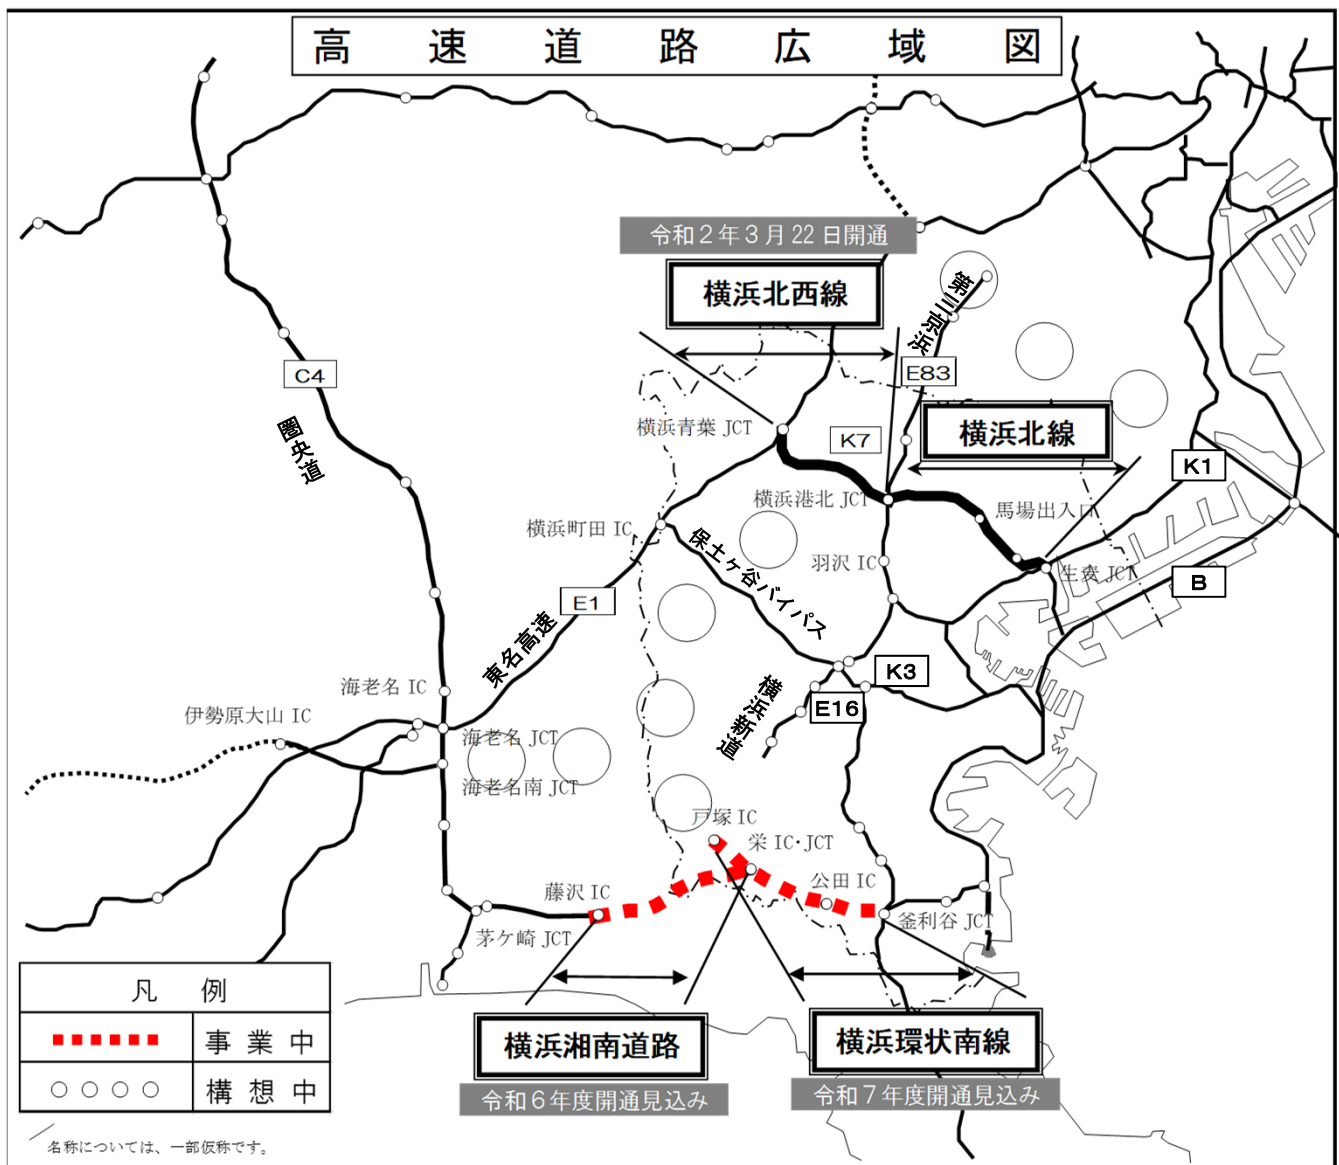 高速道路広域図
令和2年3月22日開通
横浜北西線
第三京浜
E83
C4
圏央道
横浜青葉 JCT
K7
横浜北線
K1
横浜港北 JCT
馬場出入口
横浜町田 IC
保土ヶ谷バイパス
羽沢 IC
生麦 JCT
B
E1
東名高速
海老名 IC
K3
伊勢原大山 IC
横浜新道
E16
海老名 JCT
海老名南 JCT
戸塚 IC
栄 IC・JCT
公田 IC
藤沢 IC
釜利谷 JCT
茅ケ崎 JCT
横浜湘南道路
令和6年度開通見込み
横浜環状南線
令和7年度開通見込み
凡例
事業中
構想中
名称については、一部仮称です。